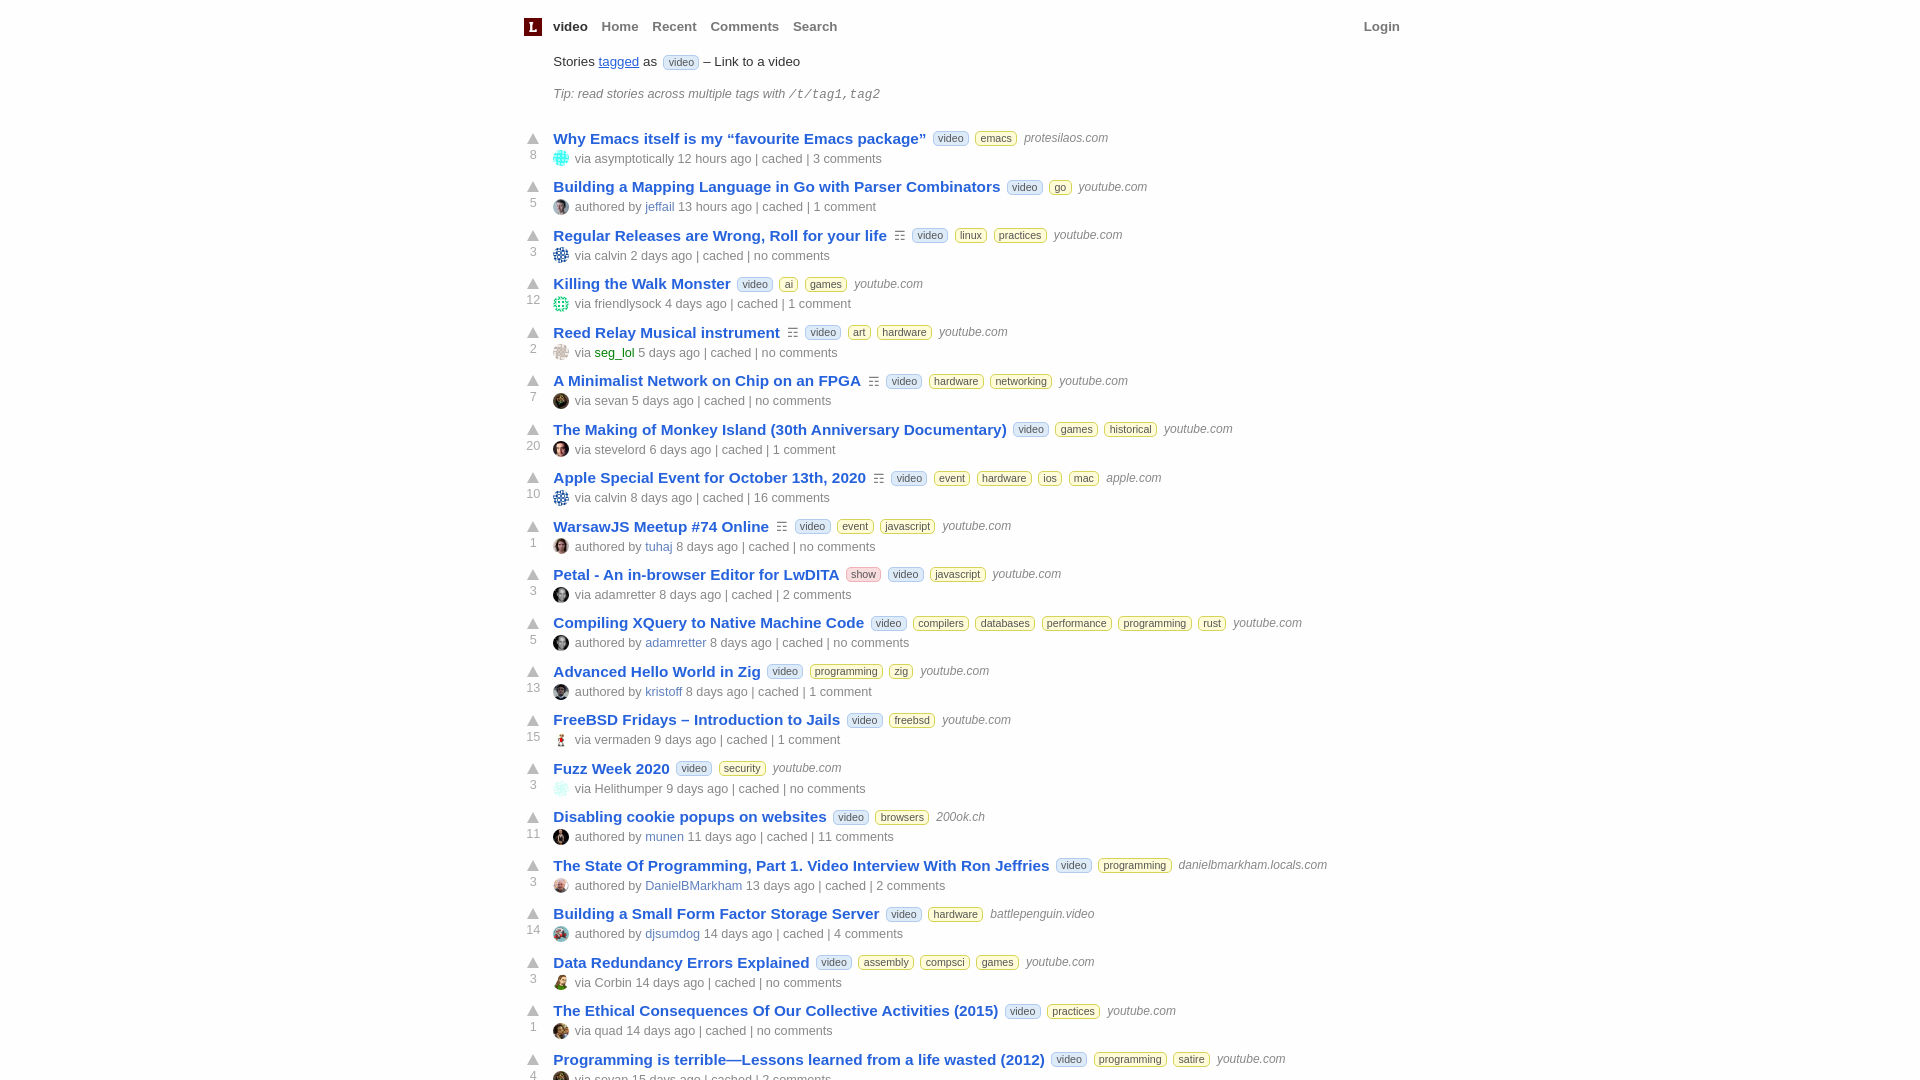 L video Home Recent Comments Search Login
Stories tagged as video – Link to a video
Tip: read stories across multiple tags with /t/tag1,tag2
Why Emacs itself is my “favourite Emacs package” video emacs protesilaos.com
8 via asymptotically 12 hours ago | cached | 3 comments
Building a Mapping Language in Go with Parser Combinators video go youtube.com
5 authored by jeffail 13 hours ago | cached | 1 comment
Regular Releases are Wrong, Roll for your life ☶ video linux practices youtube.com
3 via calvin 2 days ago | cached | no comments
Killing the Walk Monster video ai games youtube.com
12 via friendlysock 4 days ago | cached | 1 comment
Reed Relay Musical instrument ☶ video art hardware youtube.com
2 via seg_lol 5 days ago | cached | no comments
A Minimalist Network on Chip on an FPGA ☶ video hardware networking youtube.com
7 via sevan 5 days ago | cached | no comments
The Making of Monkey Island (30th Anniversary Documentary) video games historical youtube.com
20 via stevelord 6 days ago | cached | 1 comment
Apple Special Event for October 13th, 2020 ☶ video event hardware ios mac apple.com
10 via calvin 8 days ago | cached | 16 comments
WarsawJS Meetup #74 Online ☶ video event javascript youtube.com
1 authored by tuhaj 8 days ago | cached | no comments
Petal - An in-browser Editor for LwDITA show video javascript youtube.com
3 via adamretter 8 days ago | cached | 2 comments
Compiling XQuery to Native Machine Code video compilers databases performance programming rust youtube.com
5 authored by adamretter 8 days ago | cached | no comments
Advanced Hello World in Zig video programming zig youtube.com
13 authored by kristoff 8 days ago | cached | 1 comment
FreeBSD Fridays – Introduction to Jails video freebsd youtube.com
15 via vermaden 9 days ago | cached | 1 comment
Fuzz Week 2020 video security youtube.com
3 via Helithumper 9 days ago | cached | no comments
Disabling cookie popups on websites video browsers 200ok.ch
11 authored by munen 11 days ago | cached | 11 comments
The State Of Programming, Part 1. Video Interview With Ron Jeffries video programming danielbmarkham.locals.com
3 authored by DanielBMarkham 13 days ago | cached | 2 comments
Building a Small Form Factor Storage Server video hardware battlepenguin.video
14 authored by djsumdog 14 days ago | cached | 4 comments
Data Redundancy Errors Explained video assembly compsci games youtube.com
3 via Corbin 14 days ago | cached | no comments
The Ethical Consequences Of Our Collective Activities (2015) video practices youtube.com
1 via quad 14 days ago | cached | no comments
Programming is terrible—Lessons learned from a life wasted (2012) video programming satire youtube.com
4 via sevan 15 days ago | cached | 2 comments